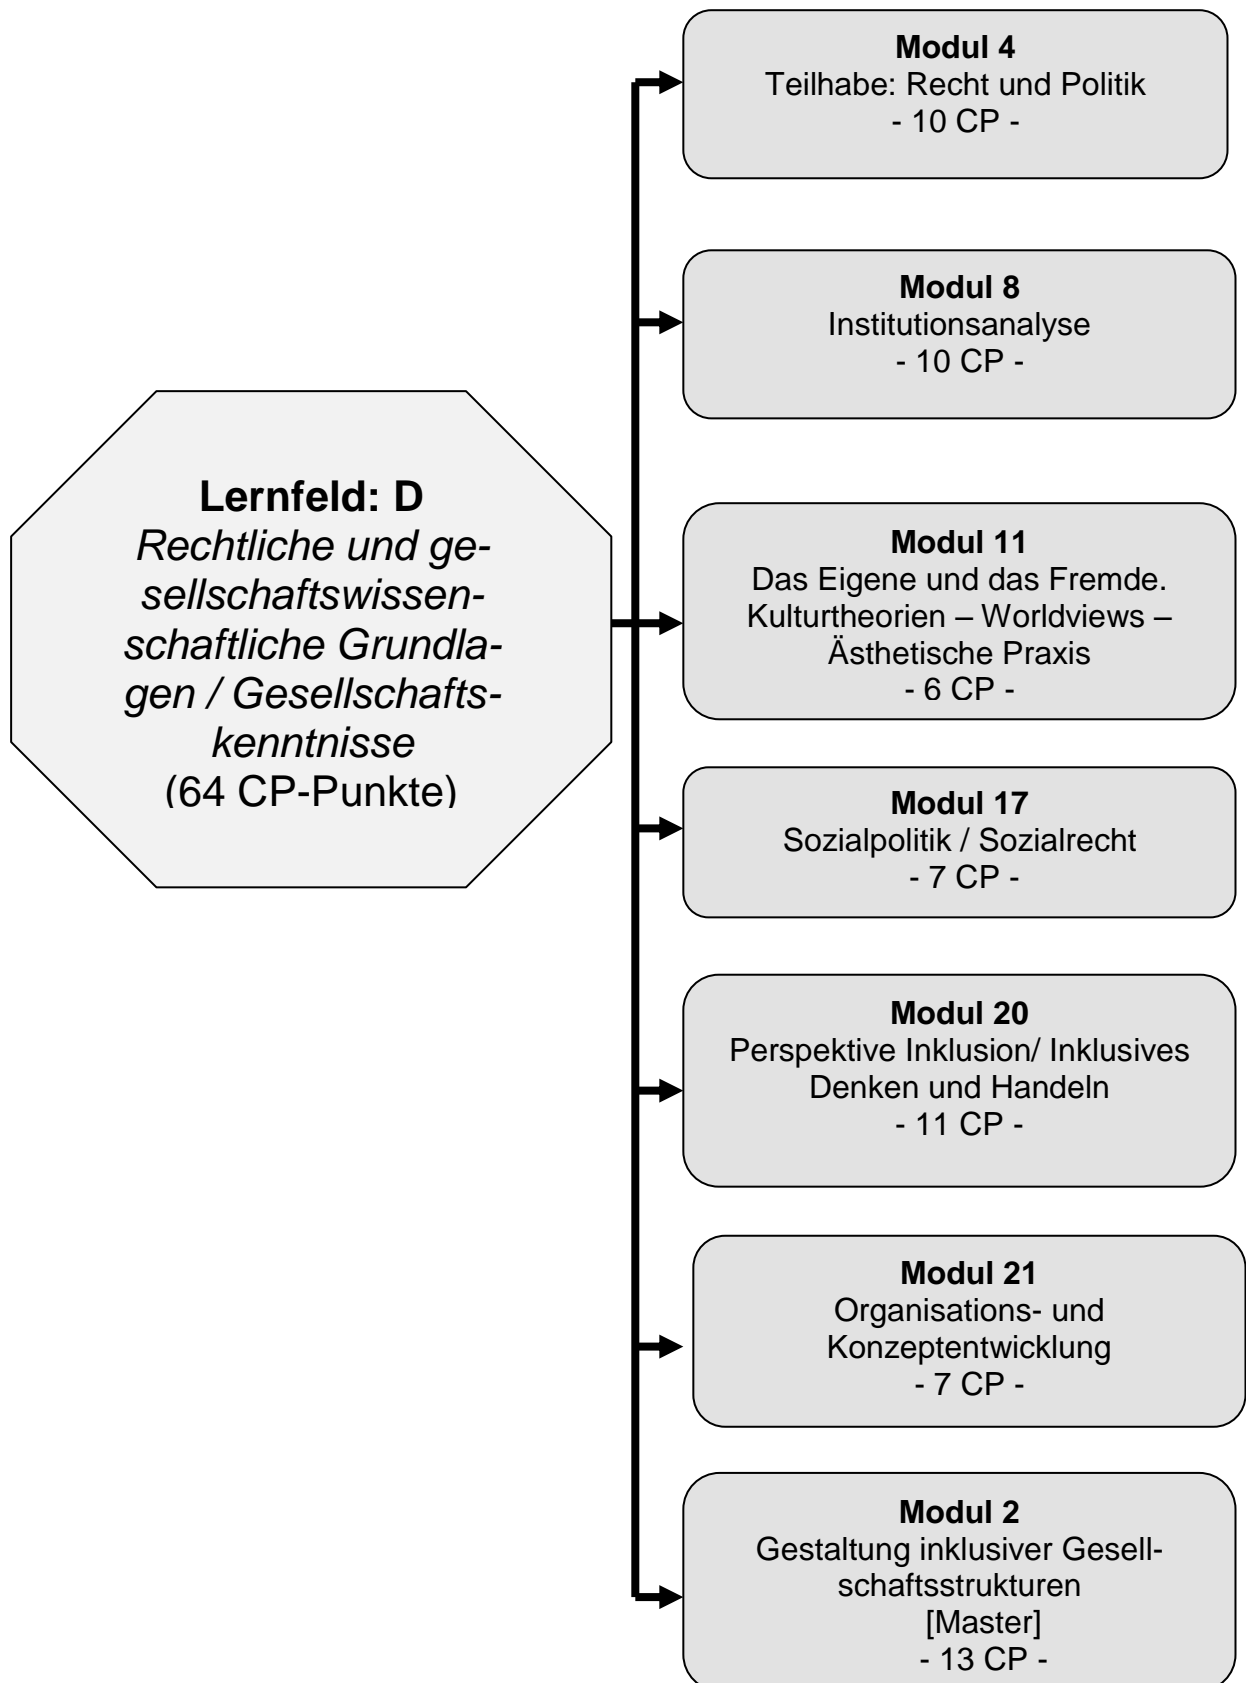 Modul 4
Teilhabe: Recht und Politik
- 10 CP -
Modul 8
Institutionsanalyse
- 10 CP -
Lernfeld: D
Rechtliche und ge-
sellschaftswissen-
schaftliche Grundla-
gen / Gesellschafts-
kenntnisse
(64 CP-Punkte)
Modul 11
Das Eigene und das Fremde.
Kulturtheorien – Worldviews –
Ästhetische Praxis
- 6 CP -
Modul 17
Sozialpolitik / Sozialrecht
- 7 CP -
Modul 20
Perspektive Inklusion/ Inklusives
Denken und Handeln
- 11 CP -
Modul 21
Organisations- und
Konzeptentwicklung
- 7 CP -
Modul 2
Gestaltung inklusiver Gesell-
schaftsstrukturen
[Master]
- 13 CP -